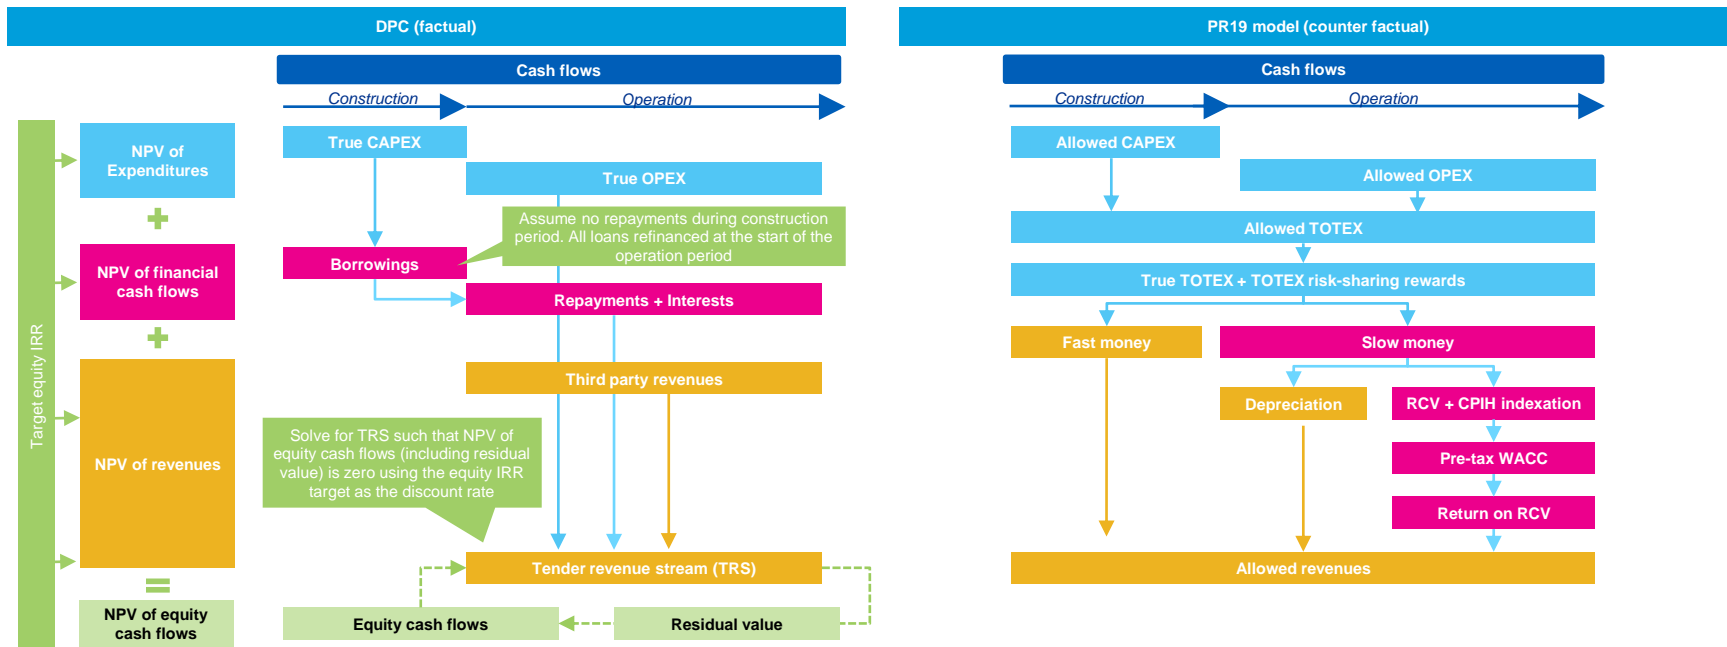 DPC (factual)
Cash flows
Construction
Operation
Target equity IRR
NPV of
Expenditures
NPV of financial
cash flows
NPV of revenues
NPV of equity
cash flows
True CAPEX
True OPEX
Assume no repayments during construction
period. All loans refinanced at the start of the
operation period
Borrowings
Repayments + Interests
Third party revenues
Solve for TRS such that NPV of
equity cash flows (including residual
value) is zero using the equity IRR
target as the discount rate
Tender revenue stream (TRS)
Equity cash flows
Residual value
PR19 model (counter factual)
Cash flows
Construction
Operation
Allowed CAPEX
Allowed OPEX
Allowed TOTEX
True TOTEX + TOTEX risk-sharing rewards
Fast money
Slow money
Depreciation
RCV + CPIH indexation
Pre-tax WACC
Return on RCV
Allowed revenues